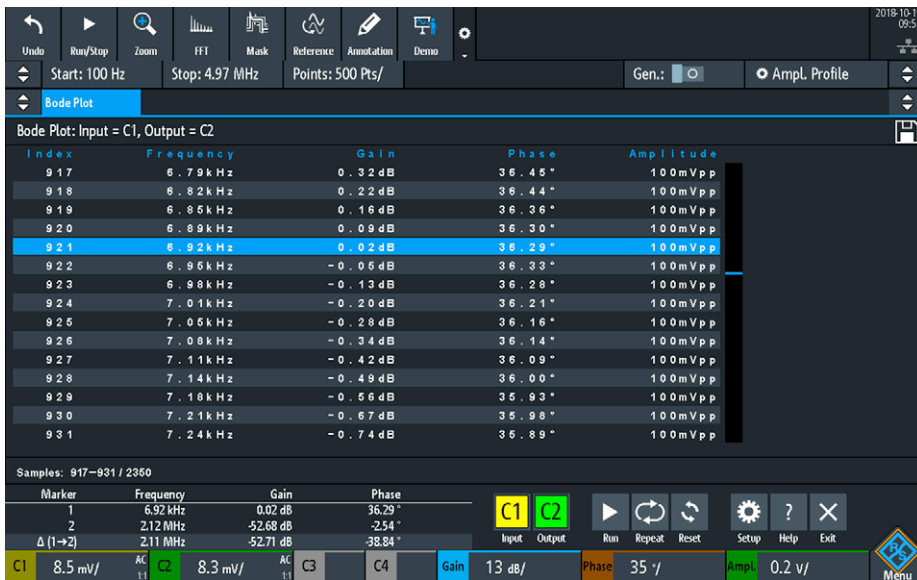 Undo Run/Stop Zoom FFT Mask Reference Annotation Demo
2018-10-1
09:5
Start: 100 Hz Stop: 4.97 MHz Points: 500 Pts/ Gen.: Ampl. Profile
Bode Plot
Bode Plot: Input = C1, Output = C2
Index Frequency Gain Phase Amplitude
917 6.79kHz 0.32dB 36.45° 100mVpp
918 6.82kHz 0.22dB 36.44° 100mVpp
919 6.85kHz 0.16dB 36.36° 100mVpp
920 6.89kHz 0.09dB 36.30° 100mVpp
921 6.92kHz 0.02dB 36.29° 100mVpp
922 6.95kHz -0.05dB 36.33° 100mVpp
923 6.98kHz -0.13dB 36.28° 100mVpp
924 7.01kHz -0.20dB 36.21° 100mVpp
925 7.05kHz -0.28dB 36.16° 100mVpp
926 7.08kHz -0.34dB 36.14° 100mVpp
927 7.11kHz -0.42dB 36.09° 100mVpp
928 7.14kHz -0.49dB 36.00° 100mVpp
929 7.18kHz -0.56dB 35.93° 100mVpp
930 7.21kHz -0.67dB 35.98° 100mVpp
931 7.24kHz -0.74dB 35.89° 100mVpp
Samples: 917-931 / 2350
Marker Frequency Gain Phase
1 6.92 kHz 0.02 dB 36.29 °
2 2.12 MHz -52.68 dB -2.54 °
Δ (1→2) 2.11 MHz -52.71 dB -38.84 °
C1 C2 ?
Input Output Run Repeat Reset Setup Help Exit
C1 8.5 mV/ AC 1:1 C2 8.3 mV/ AC 1:1 C3 C4 Gain 13 dB/ Phase 35 °/ Ampl. 0.2 V/ R&S Menu